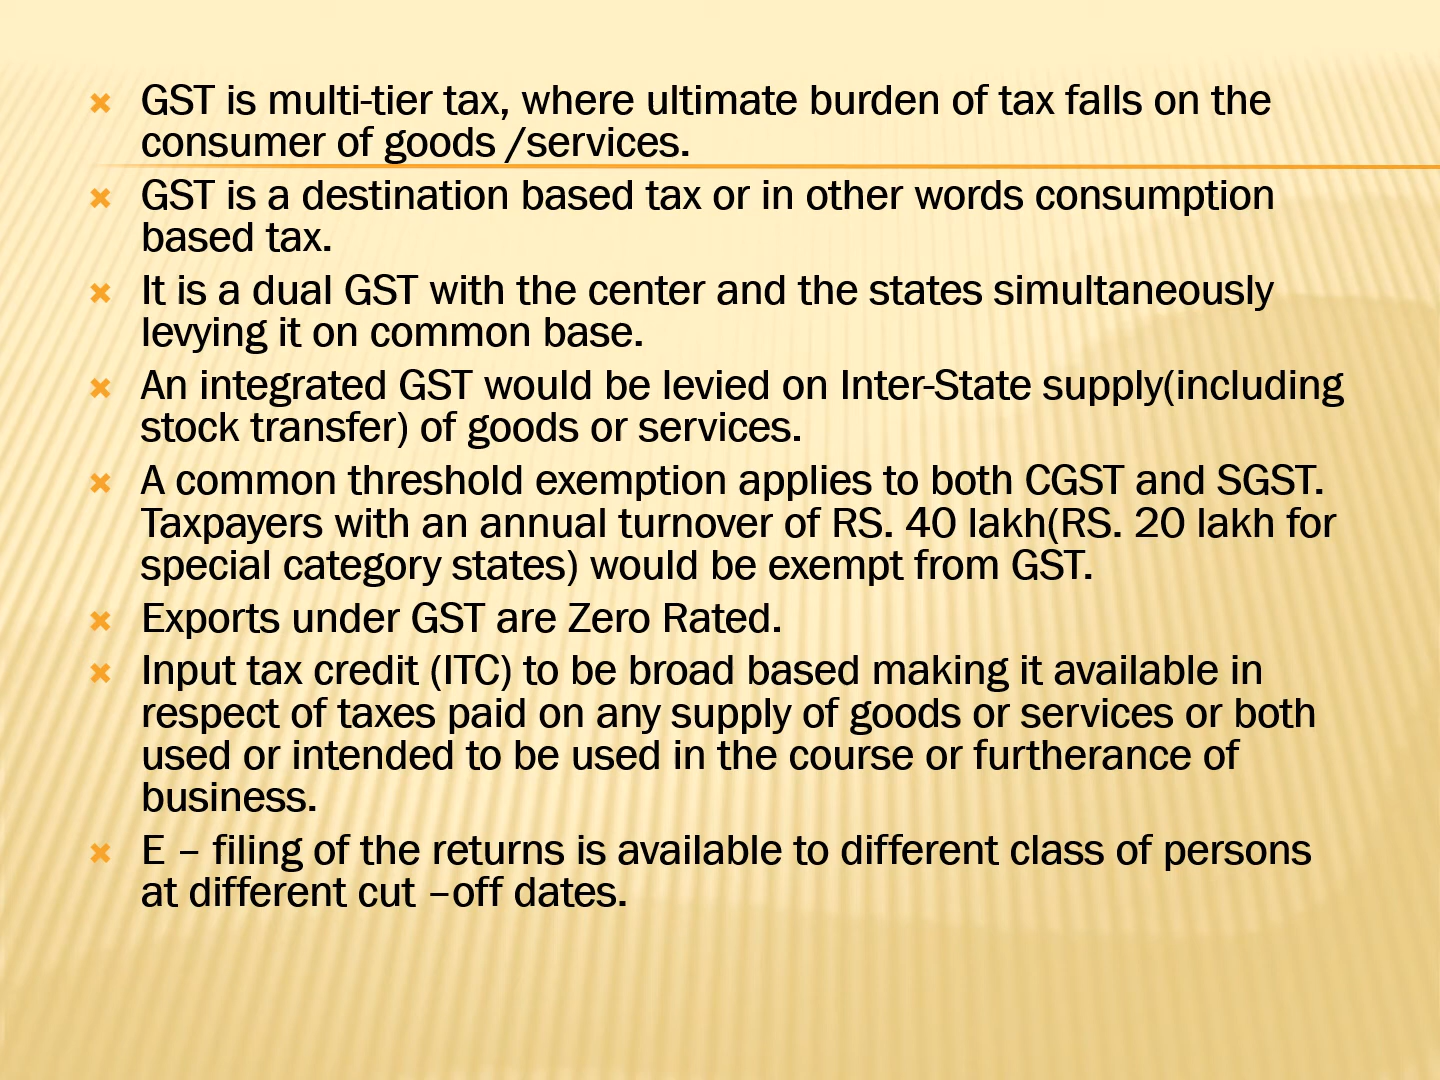 GST is multi-tier tax, where ultimate burden of tax falls on the
consumer of goods /services.
GST is a destination based tax or in other words consumption
based tax.
It is a dual GST with the center and the states simultaneously
levying it on common base.
An integrated GST would be levied on Inter-State supply(including
stock transfer) of goods or services.
A common threshold exemption applies to both CGST and SGST.
Taxpayers with an annual turnover of RS. 40 lakh(RS. 20 lakh for
special category states) would be exempt from GST.
Exports under GST are Zero Rated.
Input tax credit (ITC) to be broad based making it available in
respect of taxes paid on any supply of goods or services or both
used or intended to be used in the course or furtherance of
business.
E – filing of the returns is available to different class of persons
at different cut –off dates.